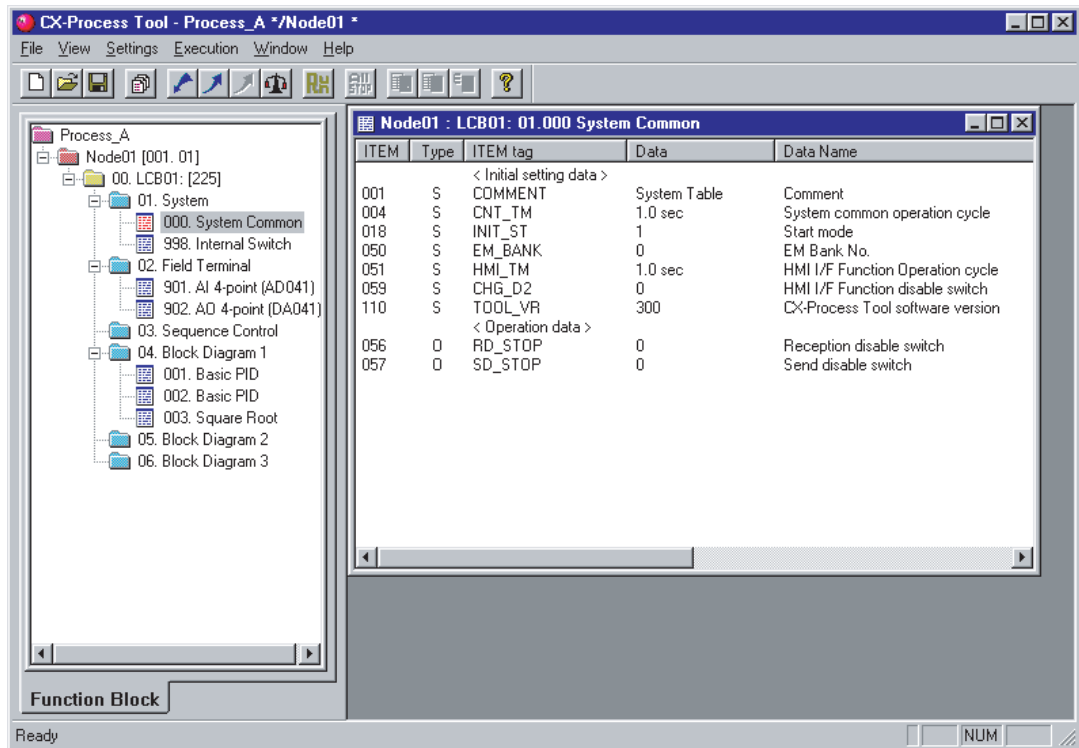 CX-Process Tool - Process_A */Node01 *
File View Settings Execution Window Help
RUN ALL STOP ?
Process_A
Node01 [001. 01]
00. LCB01: [225]
01. System
000. System Common
998. Internal Switch
02. Field Terminal
901. AI 4-point (AD041)
902. AO 4-point (DA041)
03. Sequence Control
04. Block Diagram 1
001. Basic PID
002. Basic PID
003. Square Root
05. Block Diagram 2
06. Block Diagram 3
Function Block
Node01 : LCB01: 01.000 System Common
ITEM Type ITEM tag Data Data Name
< Initial setting data >
001 S COMMENT System Table Comment
004 S CNT_TM 1.0 sec System common operation cycle
018 S INIT_ST 1 Start mode
050 S EM_BANK 0 EM Bank No.
051 S HMI_TM 1.0 sec HMI I/F Function Operation cycle
059 S CHG_D2 0 HMI I/F Function disable switch
110 S TOOL_VR 300 CX-Process Tool software version
< Operation data >
056 O RD_STOP 0 Reception disable switch
057 O SD_STOP 0 Send disable switch
Ready NUM